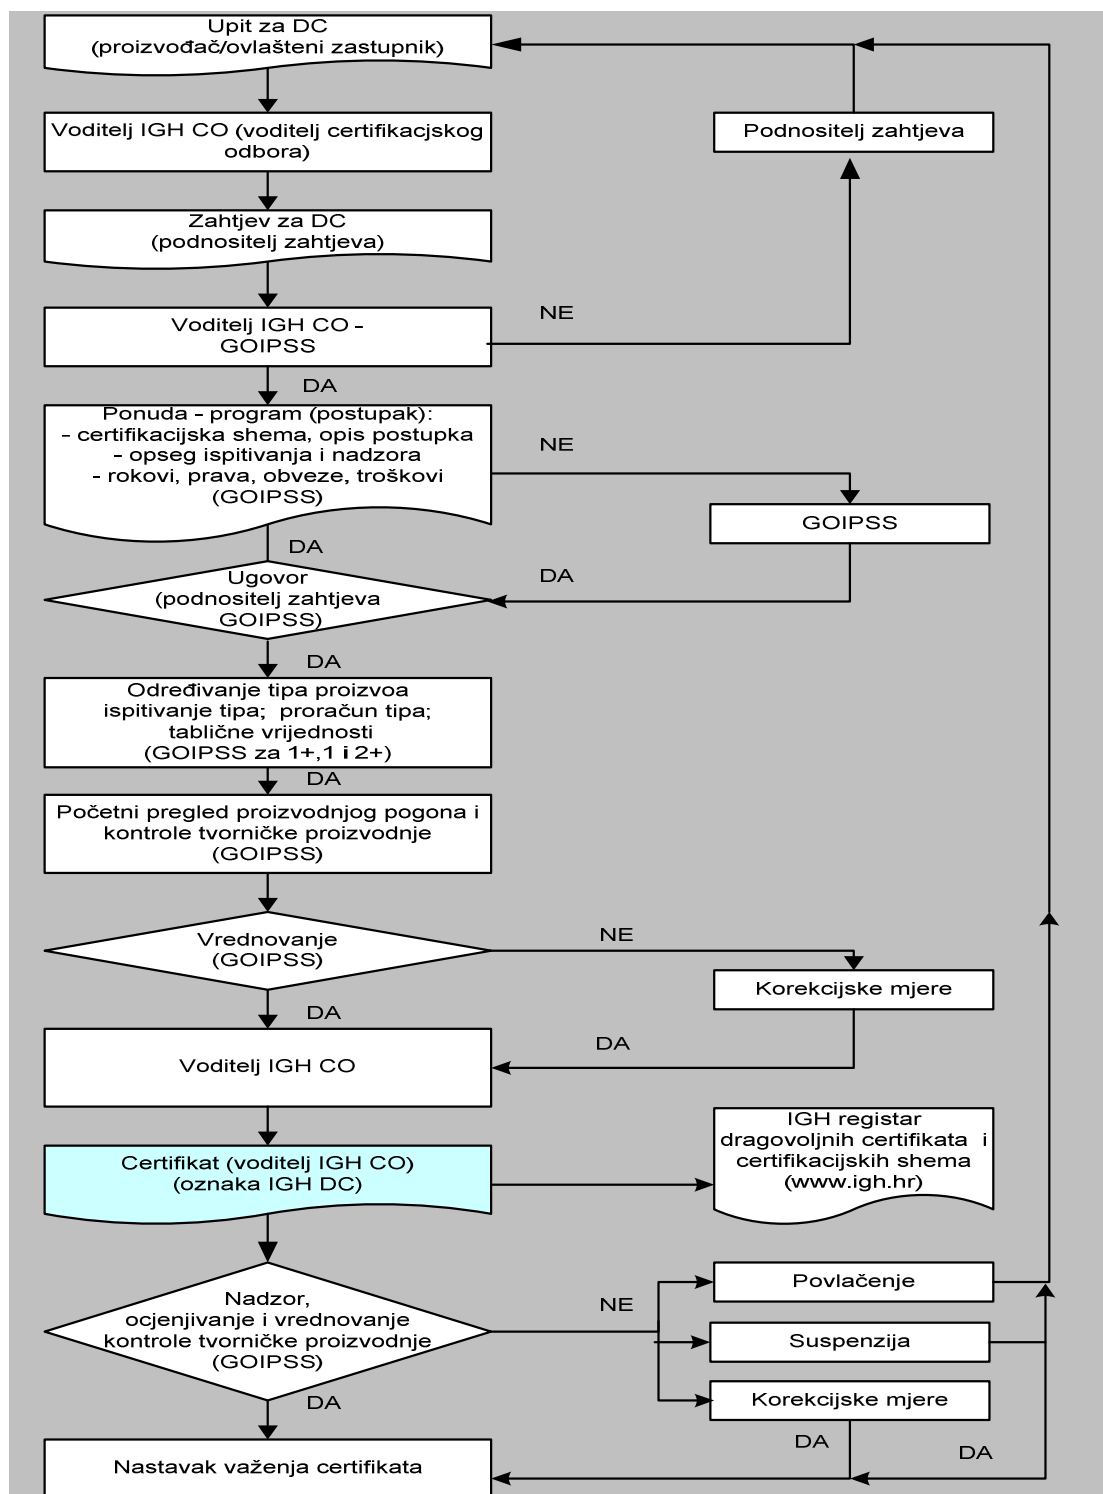 Upit za DC
(proizvođač/ovlašteni zastupnik)
Voditelj IGH CO (voditelj certifikacjskog
odbora)
Podnositelj zahtjeva
Zahtjev za DC
(podnositelj zahtjeva)
Voditelj IGH CO -
GOIPSS
NE
DA
Ponuda - program (postupak):
- certifikacijska shema, opis postupka
- opseg ispitivanja i nadzora
- rokovi, prava, obveze, troškovi
(GOIPSS)
NE
GOIPSS
DA
DA
Ugovor
(podnositelj zahtjeva
GOIPSS)
DA
Određivanje tipa proizvoa
ispitivanje tipa; proračun tipa;
tablične vrijednosti
(GOIPSS za 1+,1 i 2+)
DA
Početni pregled proizvodnjog pogona i
kontrole tvorničke proizvodnje
(GOIPSS)
Vrednovanje
(GOIPSS)
NE
Korekcijske mjere
DA
DA
Voditelj IGH CO
Certifikat (voditelj IGH CO)
(oznaka IGH DC)
IGH registar
dragovoljnih certifikata i
certifikacijskih shema
(www.igh.hr)
Nadzor,
ocjenjivanje i vrednovanje
kontrole tvorničke proizvodnje
(GOIPSS)
NE
Povlačenje
Suspenzija
Korekcijske mjere
DA
DA
DA
Nastavak važenja certifikata